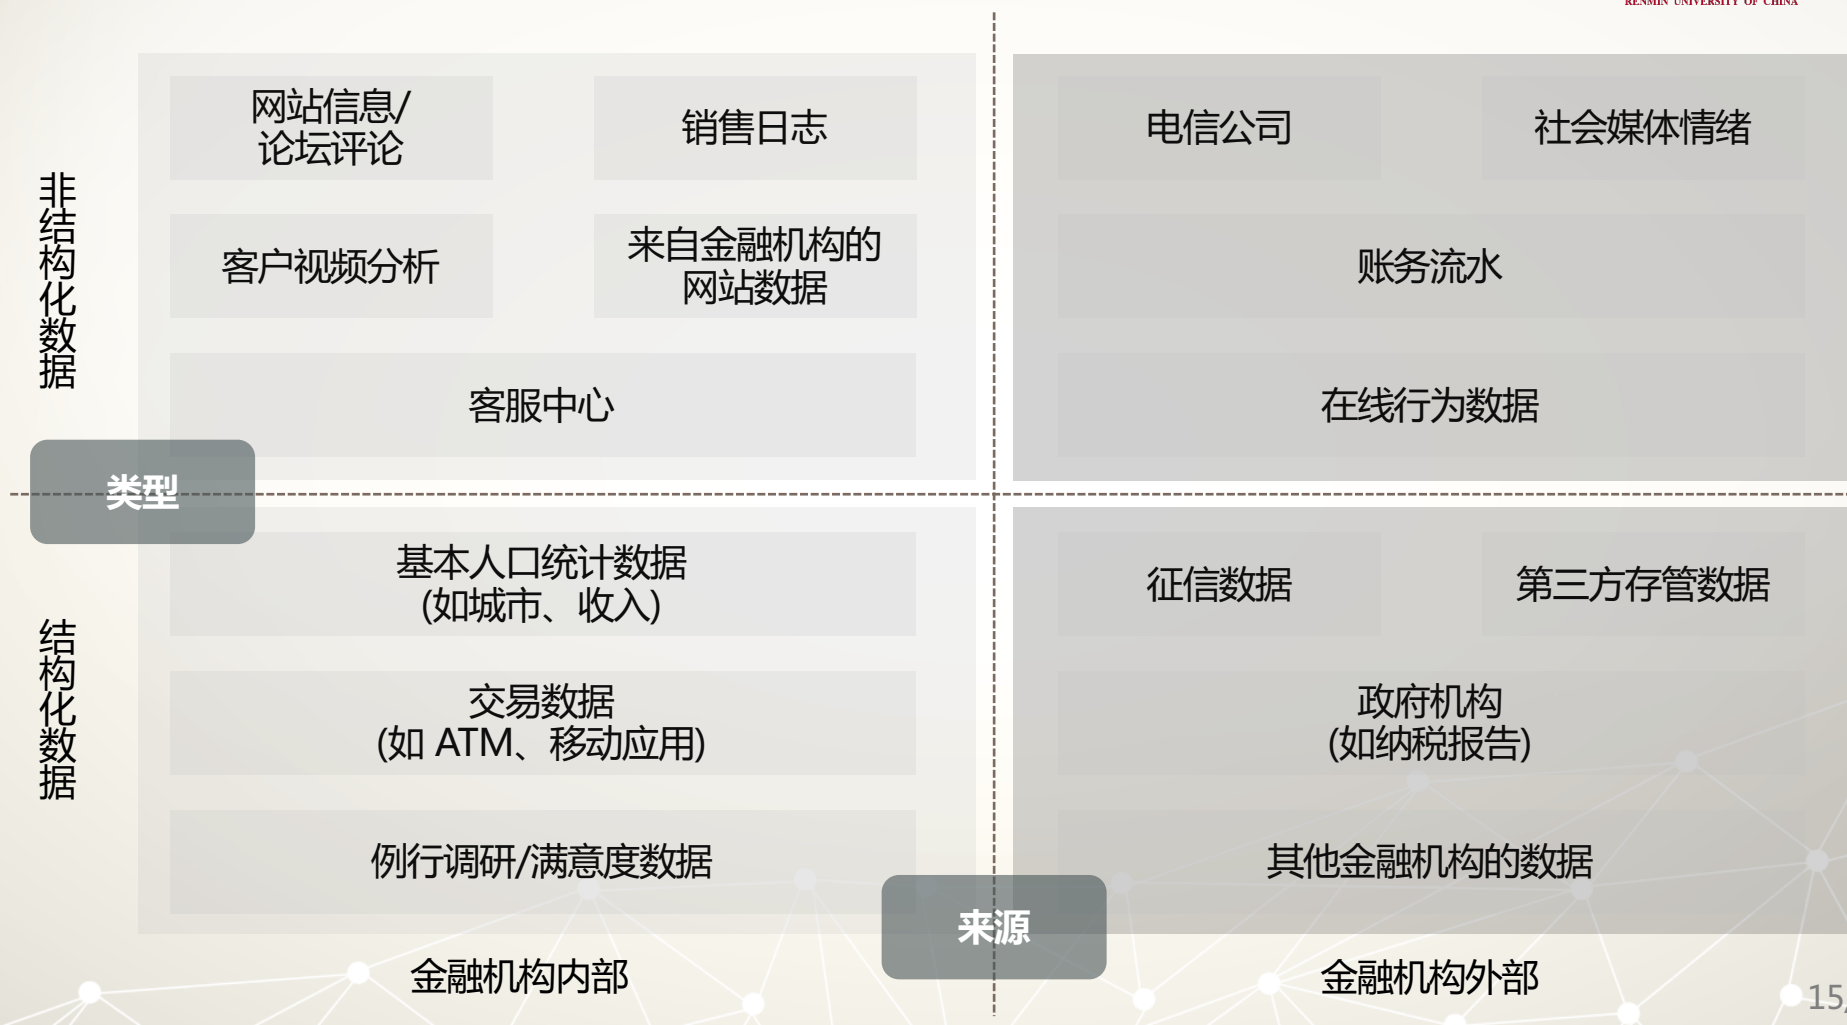 RENMIN UNIVERSITY OF CHINA
非结构化数据
网站信息/
论坛评论
销售日志
客户视频分析
来自金融机构的
网站数据
客服中心
电信公司
社会媒体情绪
账务流水
在线行为数据
类型
结构化数据
基本人口统计数据
(如城市、收入)
交易数据
(如 ATM、移动应用)
例行调研/满意度数据
征信数据
第三方存管数据
政府机构
(如纳税报告)
其他金融机构的数据
来源
金融机构内部
金融机构外部
15